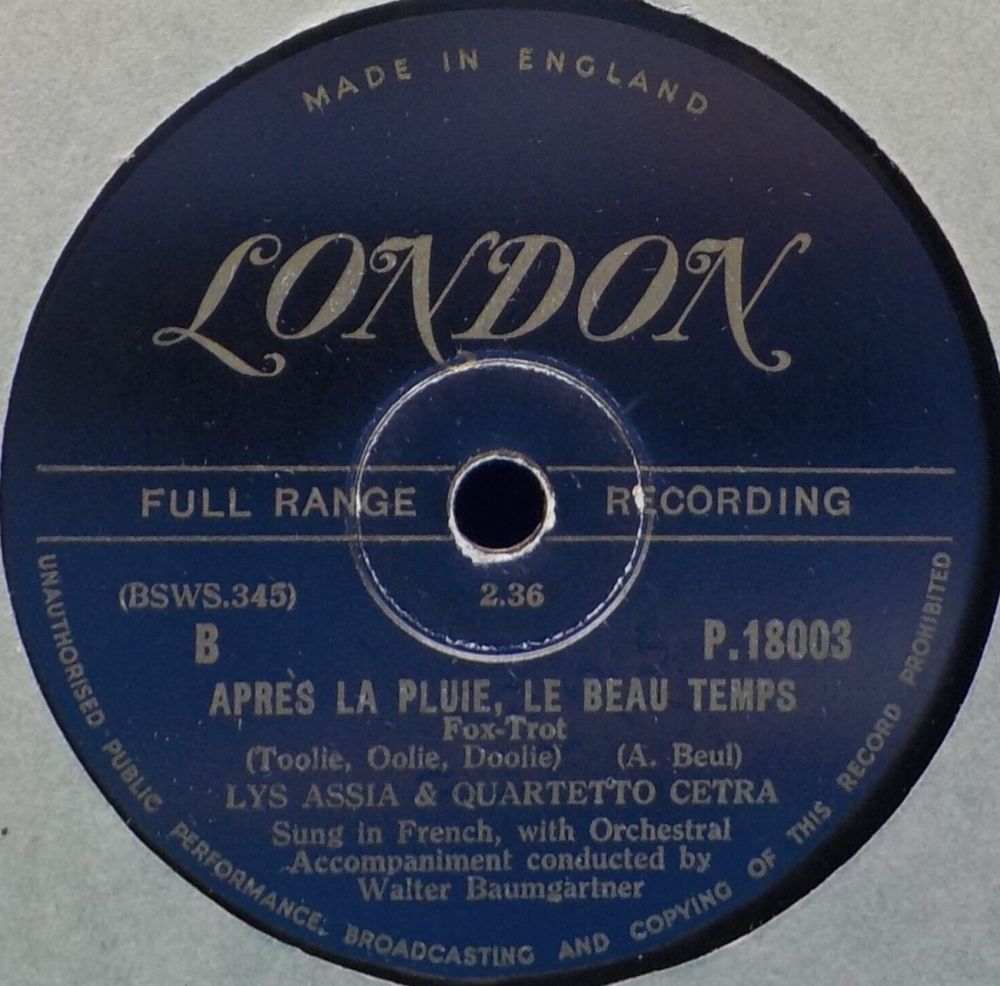 MADE IN ENGLAND
LONDON
FULL RANGE RECORDING
(BSWS.345) 2.36
B P.18003
APRÈS LA PLUIE, LE BEAU TEMPS
Fox-Trot
(Toolie, Oolie, Doolie) (A. Beul)
LYS ASSIA & QUARTETTO CETRA
Sung in French, with Orchestral
Accompaniment conducted by
Walter Baumgartner
UNAUTHORISED PUBLIC PERFORMANCE, BROADCASTING AND COPYING OF THIS RECORD PROHIBITED